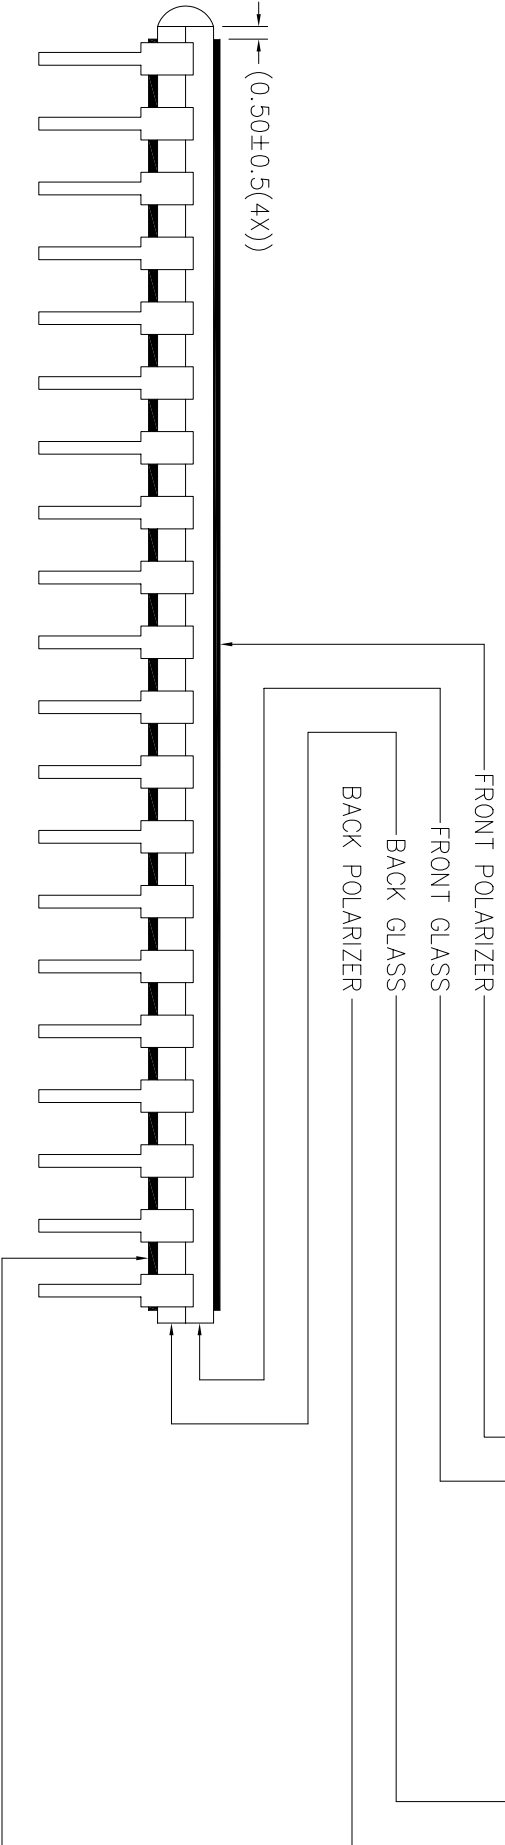 (0.50±0.5(4X))
FRONT POLARIZER
FRONT GLASS
BACK GLASS
BACK POLARIZER